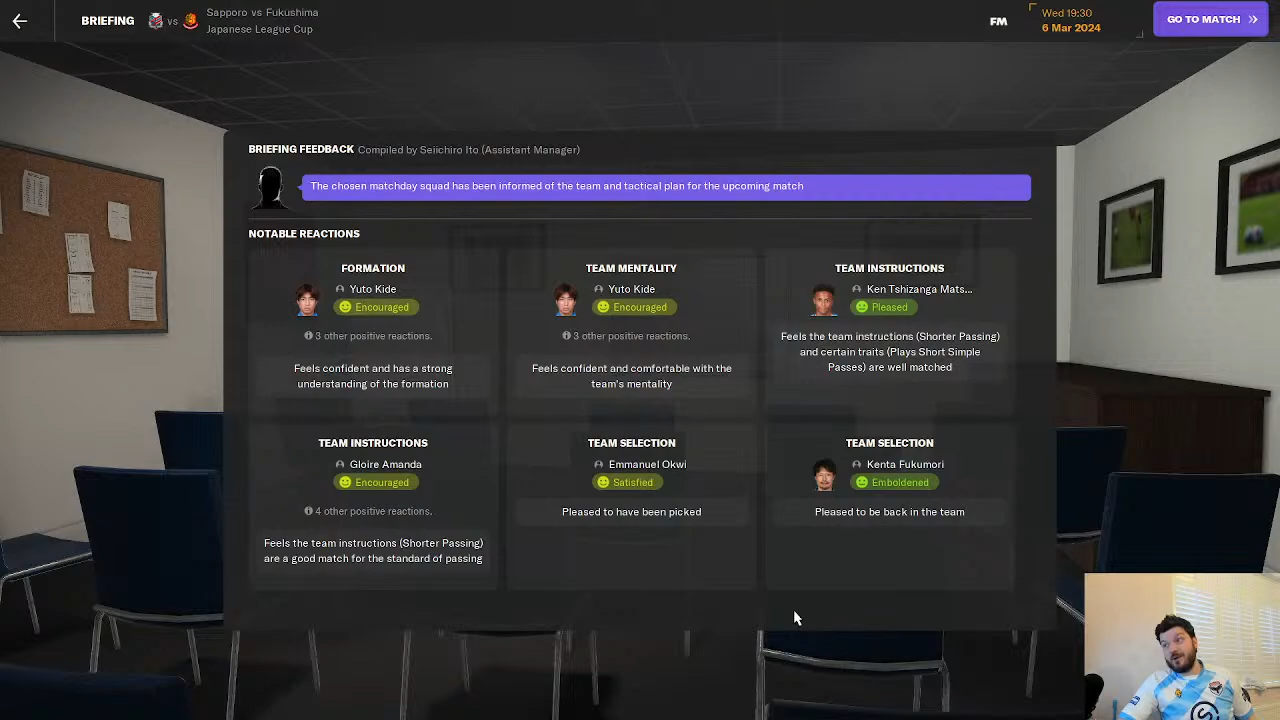 BRIEFING
vs
Sapporo vs Fukushima
Japanese League Cup
FM
Wed 19:30
6 Mar 2024
GO TO MATCH
BRIEFING FEEDBACK Compiled by Seiichiro Ito (Assistant Manager)
The chosen matchday squad has been informed of the team and tactical plan for the upcoming match
NOTABLE REACTIONS
FORMATION
Yuto Kide
Encouraged
3 other positive reactions.
Feels confident and has a strong
understanding of the formation
TEAM MENTALITY
Yuto Kide
Encouraged
3 other positive reactions.
Feels confident and comfortable with the
team's mentality
TEAM INSTRUCTIONS
Ken Tshizanga Mats...
Pleased
Feels the team instructions (Shorter Passing)
and certain traits (Plays Short Simple
Passes) are well matched
TEAM INSTRUCTIONS
Gloire Amanda
Encouraged
4 other positive reactions.
Feels the team instructions (Shorter Passing)
are a good match for the standard of passing
TEAM SELECTION
Emmanuel Okwi
Satisfied
Pleased to have been picked
TEAM SELECTION
Kenta Fukumori
Emboldened
Pleased to be back in the team